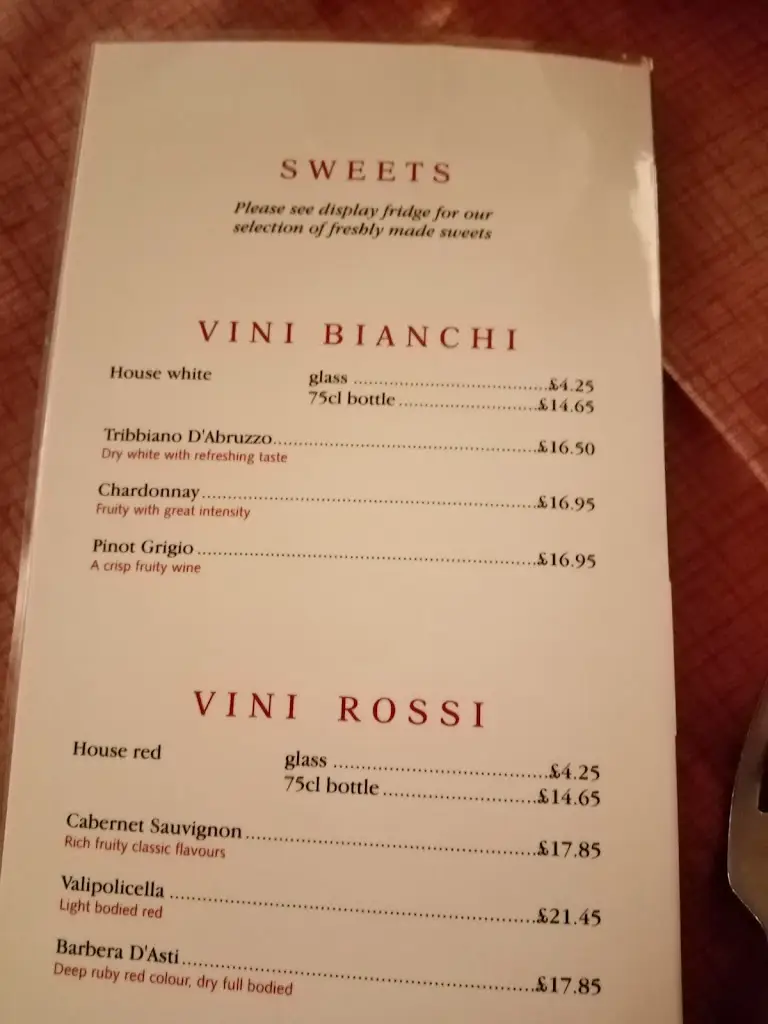 SWEETS
Please see display fridge for our
selection of freshly made sweets
VINI BIANCHI
House white glass ........................................£4.25
75cl bottle .............................£14.65
Tribbiano D'Abruzzo.......................................................£16.50
Dry white with refreshing taste
Chardonnay......................................................................£16.95
Fruity with great intensity
Pinot Grigio ......................................................................£16.95
A crisp fruity wine
VINI ROSSI
House red glass ........................................£4.25
75cl bottle .............................£14.65
Cabernet Sauvignon .......................................................£17.85
Rich fruity classic flavours
Valipolicella ......................................................................£21.45
Light bodied red
Barbera D'Asti ..................................................................£17.85
Deep ruby red colour, dry full bodied